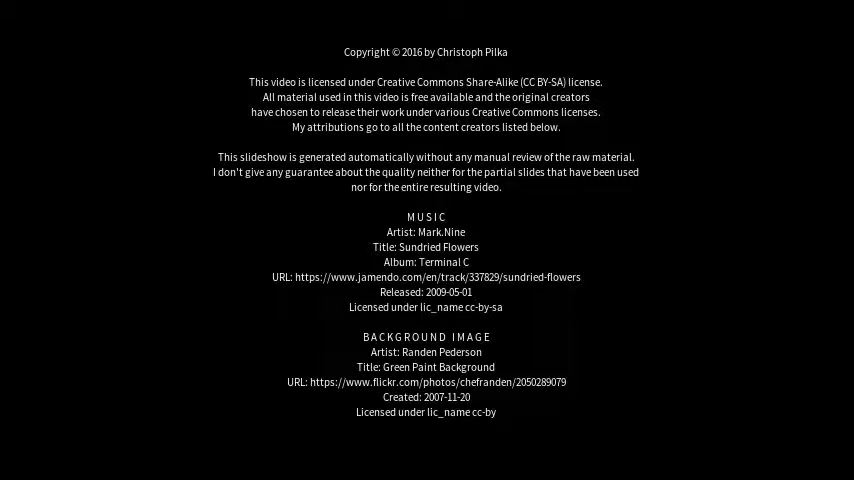 Copyright © 2016 by Christoph Pilka
This video is licensed under Creative Commons Share-Alike (CC BY-SA) license.
All material used in this video is free available and the original creators
have chosen to release their work under various Creative Commons licenses.
My attributions go to all the content creators listed below.
This slideshow is generated automatically without any manual review of the raw material.
I don't give any guarantee about the quality neither for the partial slides that have been used
nor for the entire resulting video.
M U S I C
Artist: Mark.Nine
Title: Sundried Flowers
Album: Terminal C
URL: https://www.jamendo.com/en/track/337829/sundried-flowers
Released: 2009-05-01
Licensed under lic_name cc-by-sa
B A C K G R O U N D   I M A G E
Artist: Randen Pederson
Title: Green Paint Background
URL: https://www.flickr.com/photos/chefranden/2050289079
Created: 2007-11-20
Licensed under lic_name cc-by